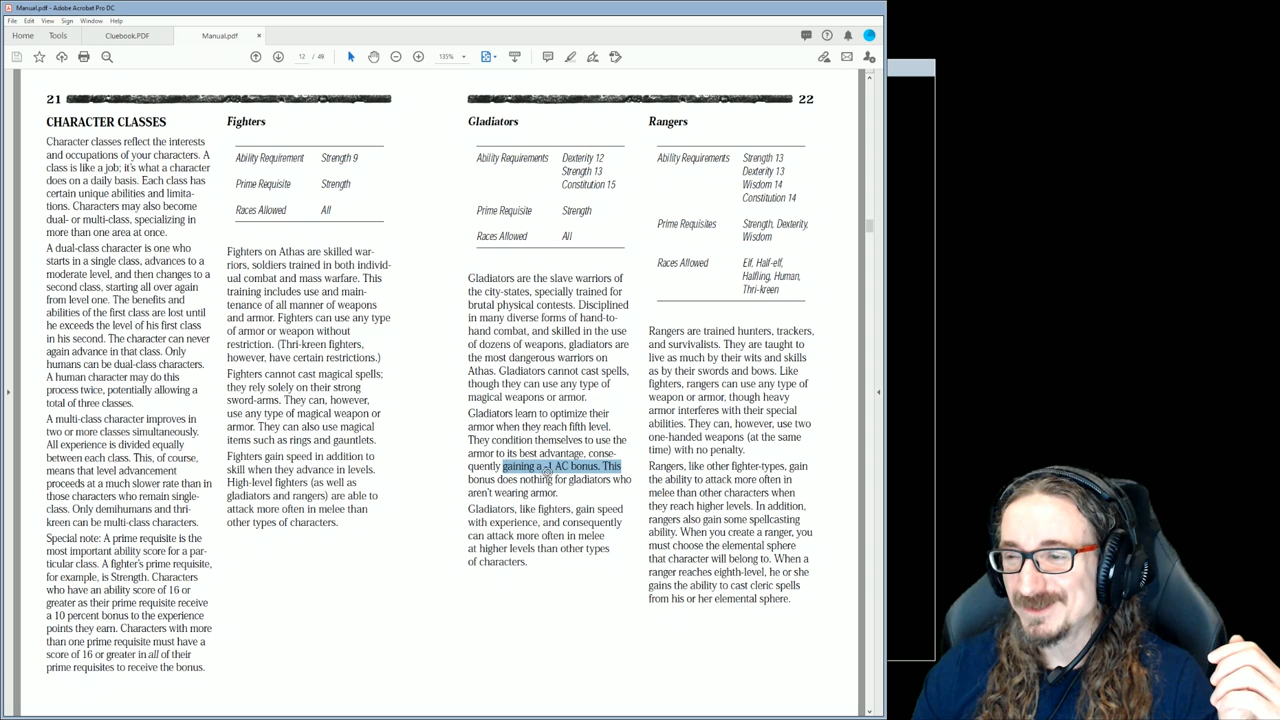 Manual.pdf - Adobe Acrobat Pro DC
File Edit View Sign Window Help
Home Tools Cluebook.PDF Manual.pdf ×
12 / 49 135%
21
CHARACTER CLASSES
Character classes reflect the interests
and occupations of your characters. A
class is like a job; it's what a character
does on a daily basis. Each class has
certain unique abilities and limita-
tions. Characters may also become
dual- or multi-class, specializing in
more than one area at once.
A dual-class character is one who
starts in a single class, advances to a
moderate level, and then changes to a
second class, starting all over again
from level one. The benefits and
abilities of the first class are lost until
he exceeds the level of his first class
in his second. The character can never
again advance in that class. Only
humans can be dual-class characters.
A human character may do this
process twice, potentially allowing a
total of three classes.
A multi-class character improves in
two or more classes simultaneously.
All experience is divided equally
between each class. This, of course,
means that level advancement
proceeds at a much slower rate than in
those characters who remain single-
class. Only demihumans and thri-
kreen can be multi-class characters.
Special note: A prime requisite is the
most important ability score for a par-
ticular class. A fighter's prime requisite,
for example, is Strength. Characters
who have an ability score of 16 or
greater as their prime requisite receive
a 10 percent bonus to the experience
points they earn. Characters with more
than one prime requisite must have a
score of 16 or greater in all of their
prime requisites to receive the bonus.
Fighters
Ability Requirement Strength 9
Prime Requisite Strength
Races Allowed All
Fighters on Athas are skilled war-
riors, soldiers trained in both individ-
ual combat and mass warfare. This
training includes use and main-
tenance of all manner of weapons
and armor. Fighters can use any type
of armor or weapon without
restriction. (Thri-kreen fighters,
however, have certain restrictions.)
Fighters cannot cast magical spells;
they rely solely on their strong
sword-arms. They can, however,
use any type of magical weapon or
armor. They can also use magical
items such as rings and gauntlets.
Fighters gain speed in addition to
skill when they advance in levels.
High-level fighters (as well as
gladiators and rangers) are able to
attack more often in melee than
other types of characters.
22
Gladiators
Ability Requirements Dexterity 12
Strength 13
Constitution 15
Prime Requisite Strength
Races Allowed All
Gladiators are the slave warriors of
the city-states, specially trained for
brutal physical contests. Disciplined
in many diverse forms of hand-to-
hand combat, and skilled in the use
of dozens of weapons, gladiators are
the most dangerous warriors on
Athas. Gladiators cannot cast spells,
though they can use any type of
magical weapons or armor.
Gladiators learn to optimize their
armor when they reach fifth level.
They condition themselves to use the
armor to its best advantage, conse-
quently gaining a -1 AC bonus. This
bonus does nothing for gladiators who
aren't wearing armor.
Gladiators, like fighters, gain speed
with experience, and consequently
can attack more often in melee
at higher levels than other types
of characters.
Rangers
Ability Requirements Strength 13
Dexterity 13
Wisdom 14
Constitution 14
Prime Requisites Strength, Dexterity,
Wisdom
Races Allowed Elf, Half-elf,
Halfling, Human,
Thri-kreen
Rangers are trained hunters, trackers,
and survivalists. They are taught to
live as much by their wits and skills
as by their swords and bows. Like
fighters, rangers can use any type of
weapon or armor, though heavy
armor interferes with their special
abilities. They can, however, use two
one-handed weapons (at the same
time) with no penalty.
Rangers, like other fighter-types, gain
the ability to attack more often in
melee than other characters when
they reach higher levels. In addition,
rangers also gain some spellcasting
ability. When you create a ranger, you
must choose the elemental sphere
that character will belong to. When a
ranger reaches eighth-level, he or she
gains the ability to cast cleric spells
from his or her elemental sphere.